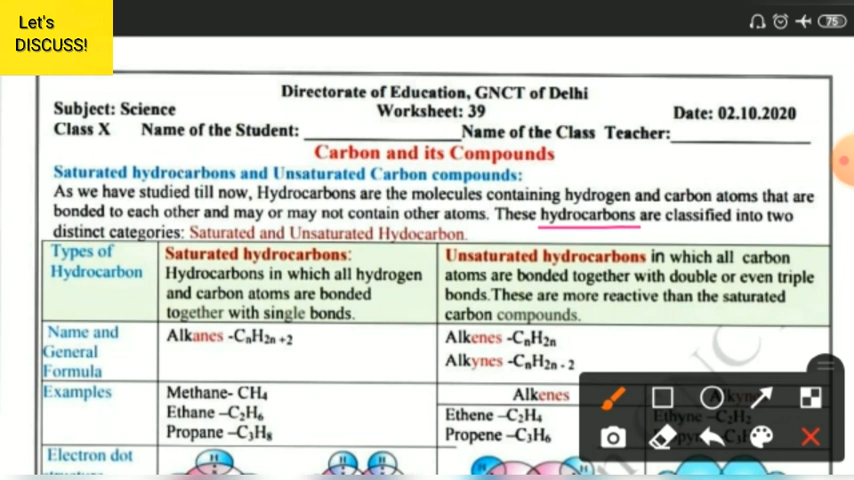 Let's
DISCUSS!
75
Directorate of Education, GNCT of Delhi
Subject: Science Worksheet: 39 Date: 02.10.2020
Class X Name of the Student: ____________ Name of the Class Teacher: ____________
Carbon and its Compounds
Saturated hydrocarbons and Unsaturated Carbon compounds:
As we have studied till now, Hydrocarbons are the molecules containing hydrogen and carbon atoms that are
bonded to each other and may or may not contain other atoms. These hydrocarbons are classified into two
distinct categories: Saturated and Unsaturated Hydocarbon.
Types of
Hydrocarbon
Saturated hydrocarbons:
Hydrocarbons in which all hydrogen
and carbon atoms are bonded
together with single bonds.
Unsaturated hydrocarbons in which all carbon
atoms are bonded together with double or even triple
bonds.These are more reactive than the saturated
carbon compounds.
Name and
General
Formula
Alkanes -CnH2n+2
Alkenes -CnH2n
Alkynes -CnH2n-2
Examples
Methane- CH4
Ethane –C2H6
Propane –C3H8
Alkenes
Ethene –C2H4
Propene –C3H6
Ethyne –C2H2
Electron dot